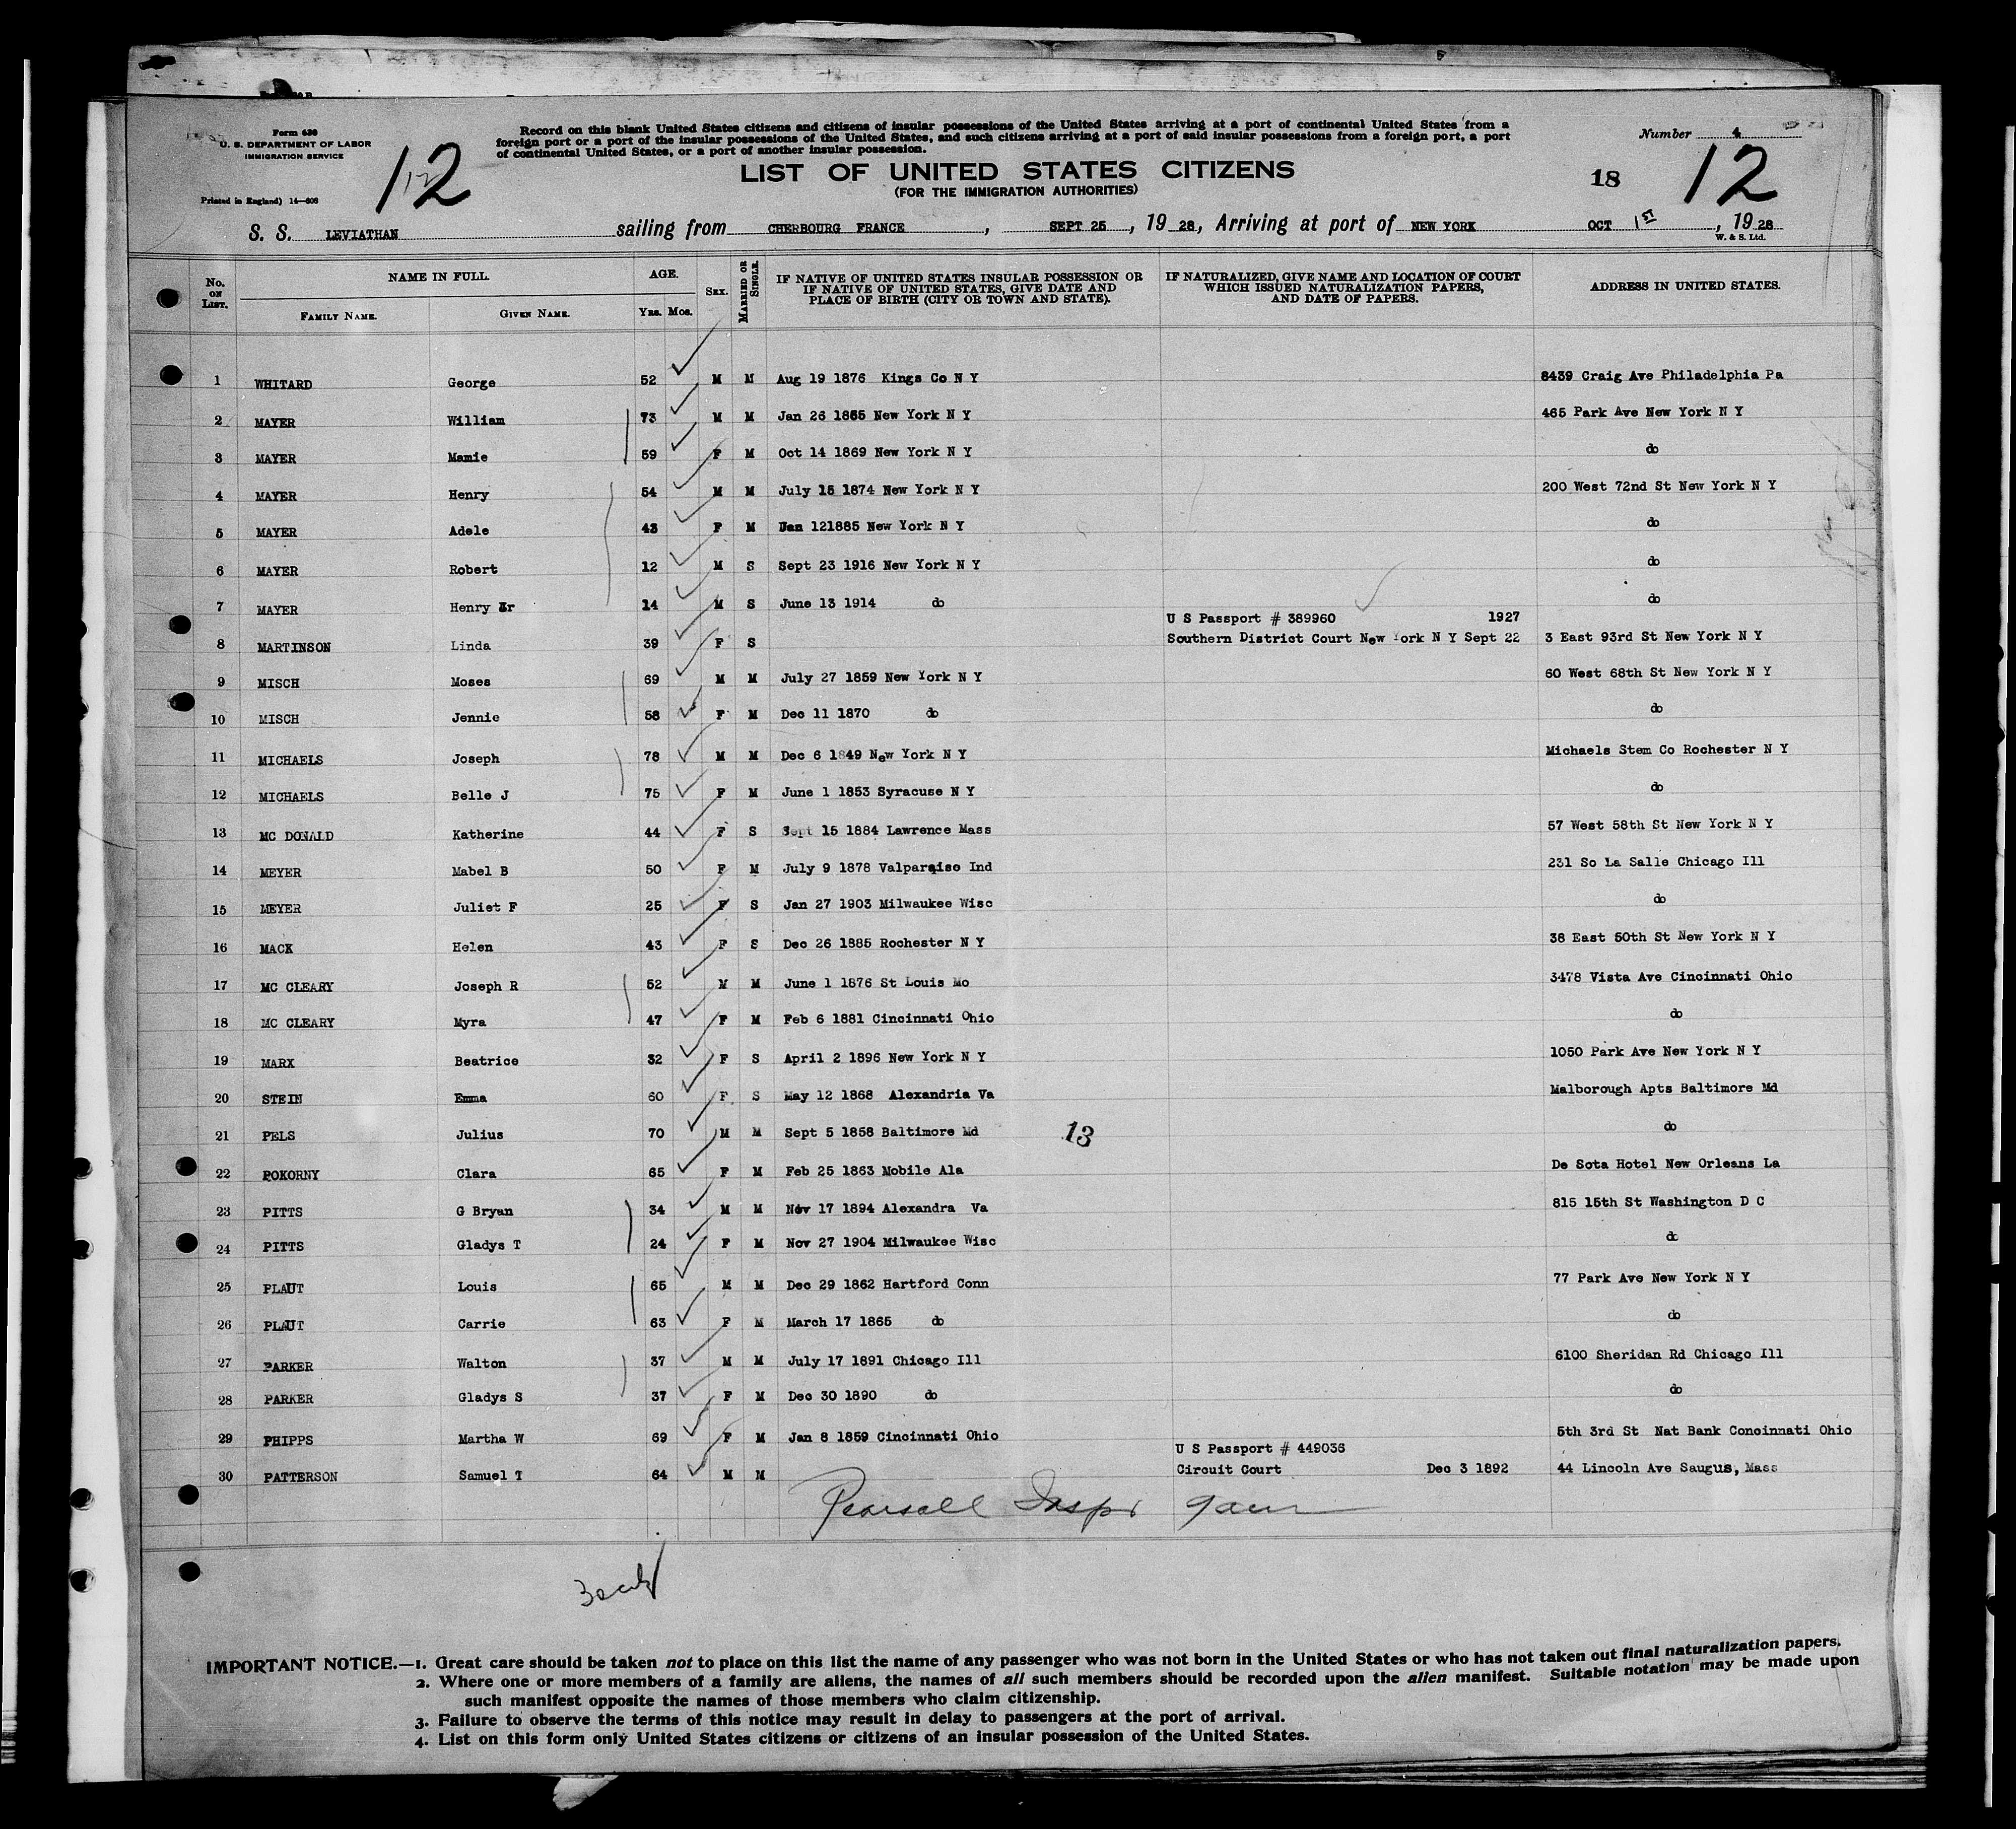 Form 630
U. S. DEPARTMENT OF LABOR
IMMIGRATION SERVICE
Printed in England) 14—808
12
12
Record on this blank United States citizens and citizens of insular possessions of the United States arriving at a port of continental United States from a
foreign port or a port of the insular possessions of the United States, and such citizens arriving at a port of said insular possessions from a foreign port, a port
of continental United States, or a port of another insular possession.
LIST OF UNITED STATES CITIZENS
(FOR THE IMMIGRATION AUTHORITIES)
Number 4
18
12
S. S. LEVIATHAN sailing from CHERBOURG FRANCE , SEPT 25 , 19 28, Arriving at port of NEW YORK OCT 1st , 19 28
W. & S. Ltd.
No. ON LIST. NAME IN FULL. AGE. SEX. MARRIED OR SINGLE. IF NATIVE OF UNITED STATES INSULAR POSSESSION OR IF NATIVE OF UNITED STATES, GIVE DATE AND PLACE OF BIRTH (CITY OR TOWN AND STATE). IF NATURALIZED, GIVE NAME AND LOCATION OF COURT WHICH ISSUED NATURALIZATION PAPERS, AND DATE OF PAPERS. ADDRESS IN UNITED STATES.
FAMILY NAME. GIVEN NAME. YRS. MOS.
1 WHITARD George 52 M M Aug 19 1876 Kings Co N Y 8439 Craig Ave Philadelphia Pa
2 MAYER William 73 M M Jan 26 1855 New York N Y 465 Park Ave New York N Y
3 MAYER Mamie 59 F M Oct 14 1869 New York N Y do
4 MAYER Henry 54 M M July 15 1874 New York N Y 200 West 72nd St New York N Y
5 MAYER Adele 43 F M Jan 121885 New York N Y do
6 MAYER Robert 12 M S Sept 23 1916 New York N Y do
7 MAYER Henry Jr 14 M S June 13 1914 do do
U S Passport # 389960 1927
8 MARTINSON Linda 39 F S Southern District Court New York N Y Sept 22 3 East 93rd St New York N Y
9 MISCH Moses 69 M M July 27 1859 New York N Y 60 West 68th St New York N Y
10 MISCH Jennie 58 F M Dec 11 1870 do do
11 MICHAELS Joseph 78 M M Dec 6 1849 New York N Y Michaels Stem Co Rochester N Y
12 MICHAELS Belle J 75 F M June 1 1853 Syracuse N Y do
13 MC DONALD Katherine 44 F S Sept 15 1884 Lawrence Mass 57 West 58th St New York N Y
14 MEYER Mabel B 50 F M July 9 1878 Valparaiso Ind 231 So La Salle Chicago Ill
15 MEYER Juliet F 25 F S Jan 27 1903 Milwaukee Wisc do
16 MACK Helen 43 F S Dec 26 1885 Rochester N Y 38 East 50th St New York N Y
17 MC CLEARY Joseph R 52 M M June 1 1876 St Louis Mo 3478 Vista Ave Cincinnati Ohio
18 MC CLEARY Myra 47 F M Feb 6 1881 Cincinnati Ohio do
19 MARX Beatrice 32 F S April 2 1896 New York N Y 1050 Park Ave New York N Y
20 STEIN Emma 60 F S May 12 1868 Alexandria Va Malborough Apts Baltimore Md
21 PELS Julius 70 M M Sept 5 1858 Baltimore Md 13 do
22 POKORNY Clara 65 F M Feb 25 1863 Mobile Ala De Sota Hotel New Orleans La
23 PITTS G Bryan 34 M M Nov 17 1894 Alexandra Va 815 15th St Washington D C
24 PITTS Gladys T 24 F M Nov 27 1904 Milwaukee Wisc do
25 PLAUT Louis 65 M M Dec 29 1862 Hartford Conn 77 Park Ave New York N Y
26 PLAUT Carrie 63 F M March 17 1865 do do
27 PARKER Walton 37 M M July 17 1891 Chicago Ill 6100 Sheridan Rd Chicago Ill
28 PARKER Gladys S 37 F M Dec 30 1890 do do
29 PHIPPS Martha W 69 F M Jan 8 1859 Cincinnati Ohio 5th 3rd St Nat Bank Concinnati Ohio
U S Passport # 449036
30 PATTERSON Samuel T 64 M M Circuit Court Dec 3 1892 44 Lincoln Ave Saugus, Mass
Pearsall Inspr
IMPORTANT NOTICE.—1. Great care should be taken not to place on this list the name of any passenger who was not born in the United States or who has not taken out final naturalization papers.
2. Where one or more members of a family are aliens, the names of all such members should be recorded upon the alien manifest. Suitable notation may be made upon
such manifest opposite the names of those members who claim citizenship.
3. Failure to observe the terms of this notice may result in delay to passengers at the port of arrival.
4. List on this form only United States citizens or citizens of an insular possession of the United States.